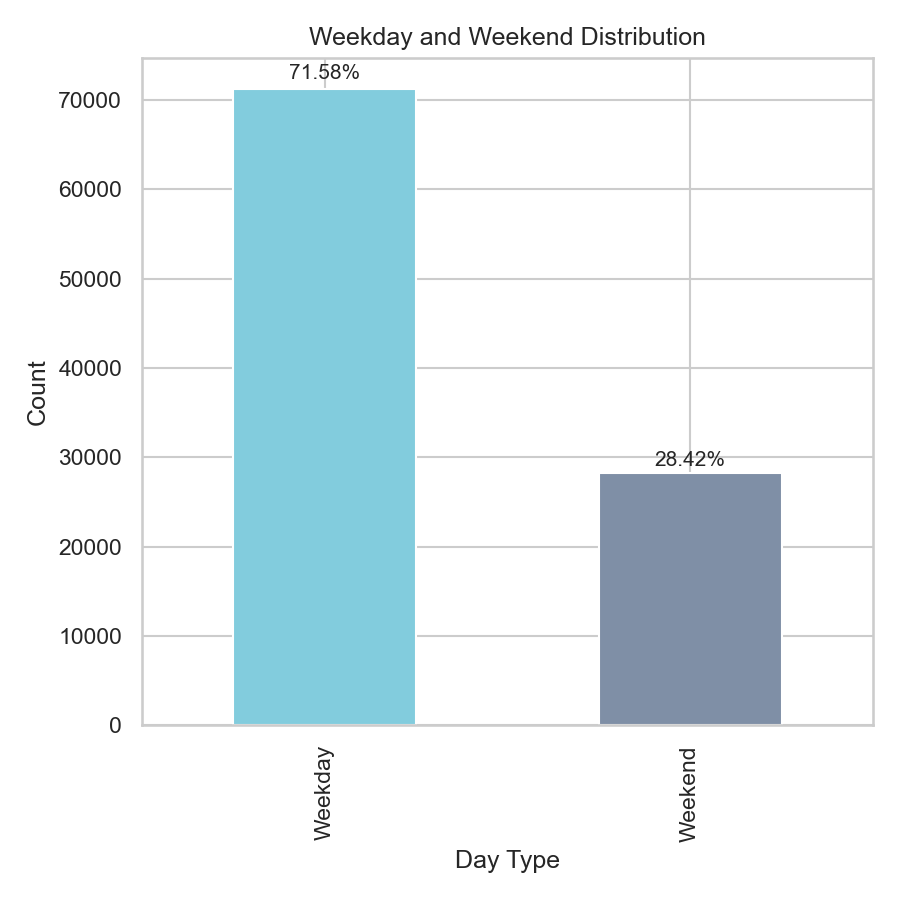 Weekday and Weekend Distribution
71.58%
28.42%
70000
60000
50000
40000
30000
20000
10000
0
Count
Weekday
Weekend
Day Type